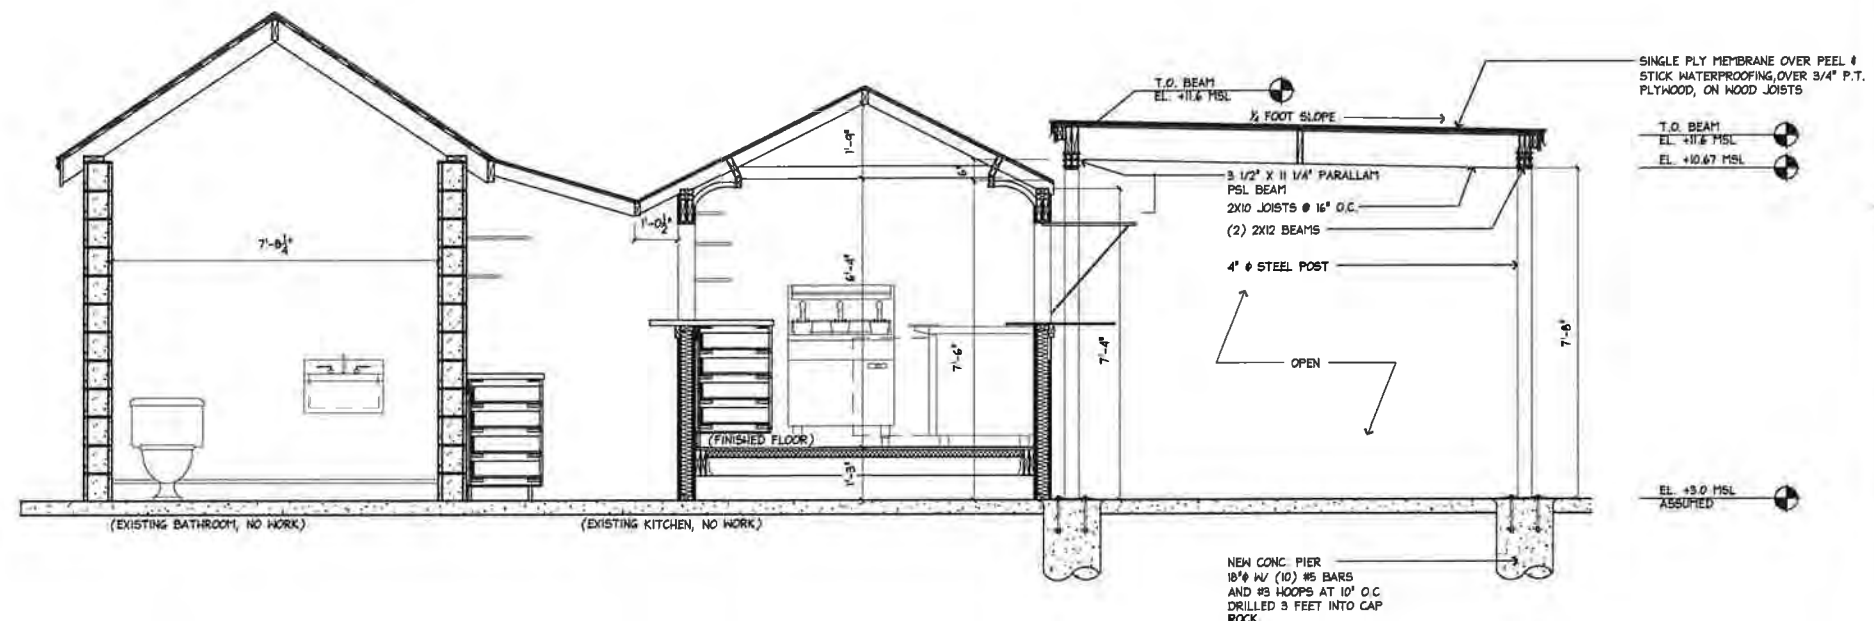 SINGLE PLY MEMBRANE OVER PEEL &
STICK WATERPROOFING, OVER 3/4" P.T.
PLYWOOD, ON WOOD JOISTS
T.O. BEAM
EL. +11.6 MSL
1/4 FOOT SLOPE
T.O. BEAM
EL. +11.6 MSL
EL. +10.67 MSL
1'-9"
6"
3 1/2" X 11 1/4" PARALLAM
PSL BEAM
2X10 JOISTS @ 16" O.C.
(2) 2X12 BEAMS
4" Φ STEEL POST
7'-8 1/4"
1'-0 1/2"
6'-4"
7'-6"
7'-4"
7'-8"
OPEN
(FINISHED FLOOR)
1'-3"
EL. +3.0 MSL
ASSUMED
(EXISTING BATHROOM, NO WORK)
(EXISTING KITCHEN, NO WORK)
NEW CONC. PIER
18"Φ W/ (10) #5 BARS
AND #3 HOOPS AT 10" O.C.
DRILLED 3 FEET INTO CAP
ROCK